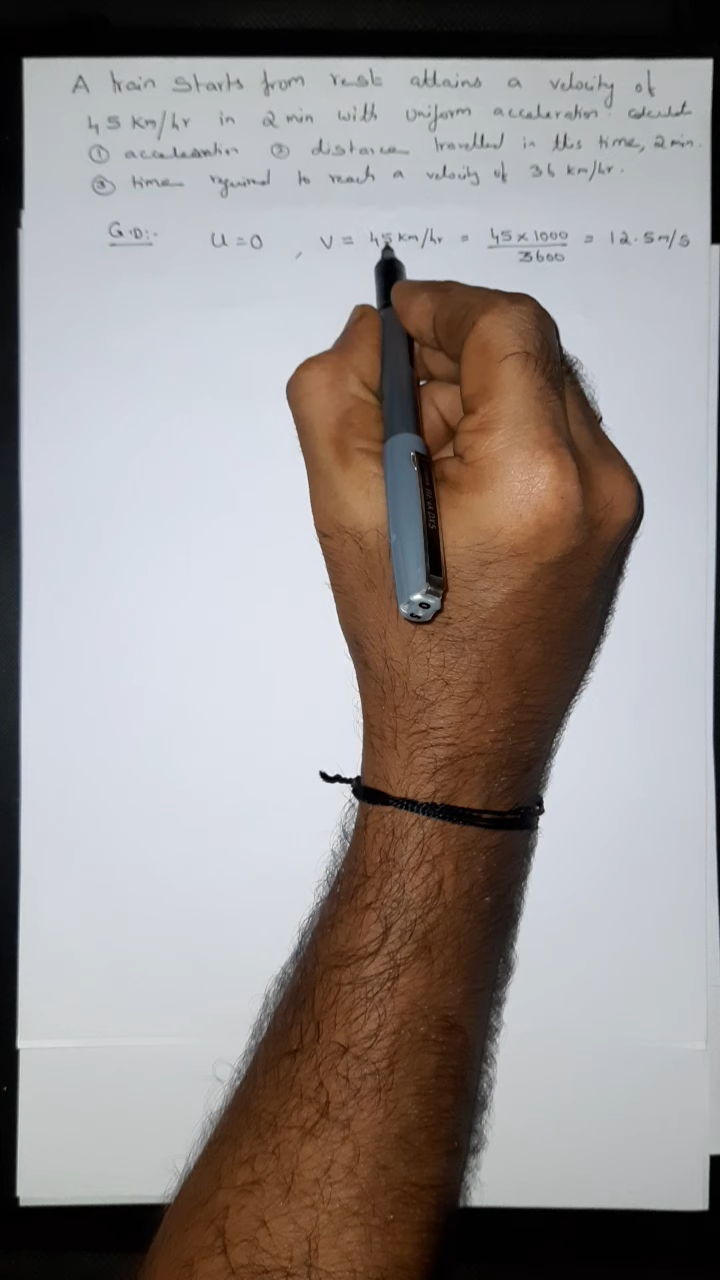 A train starts from rest attains a velocity of
45 km/hr in 2 min with uniform acceleration. calculate
① acceleration ② distance travelled in this time, 2 min.
③ time required to reach a velocity of 36 km/hr.
G.D:- U = 0 , V = 45 km/hr = 45 × 1000 / 3600 = 12.5 m/s